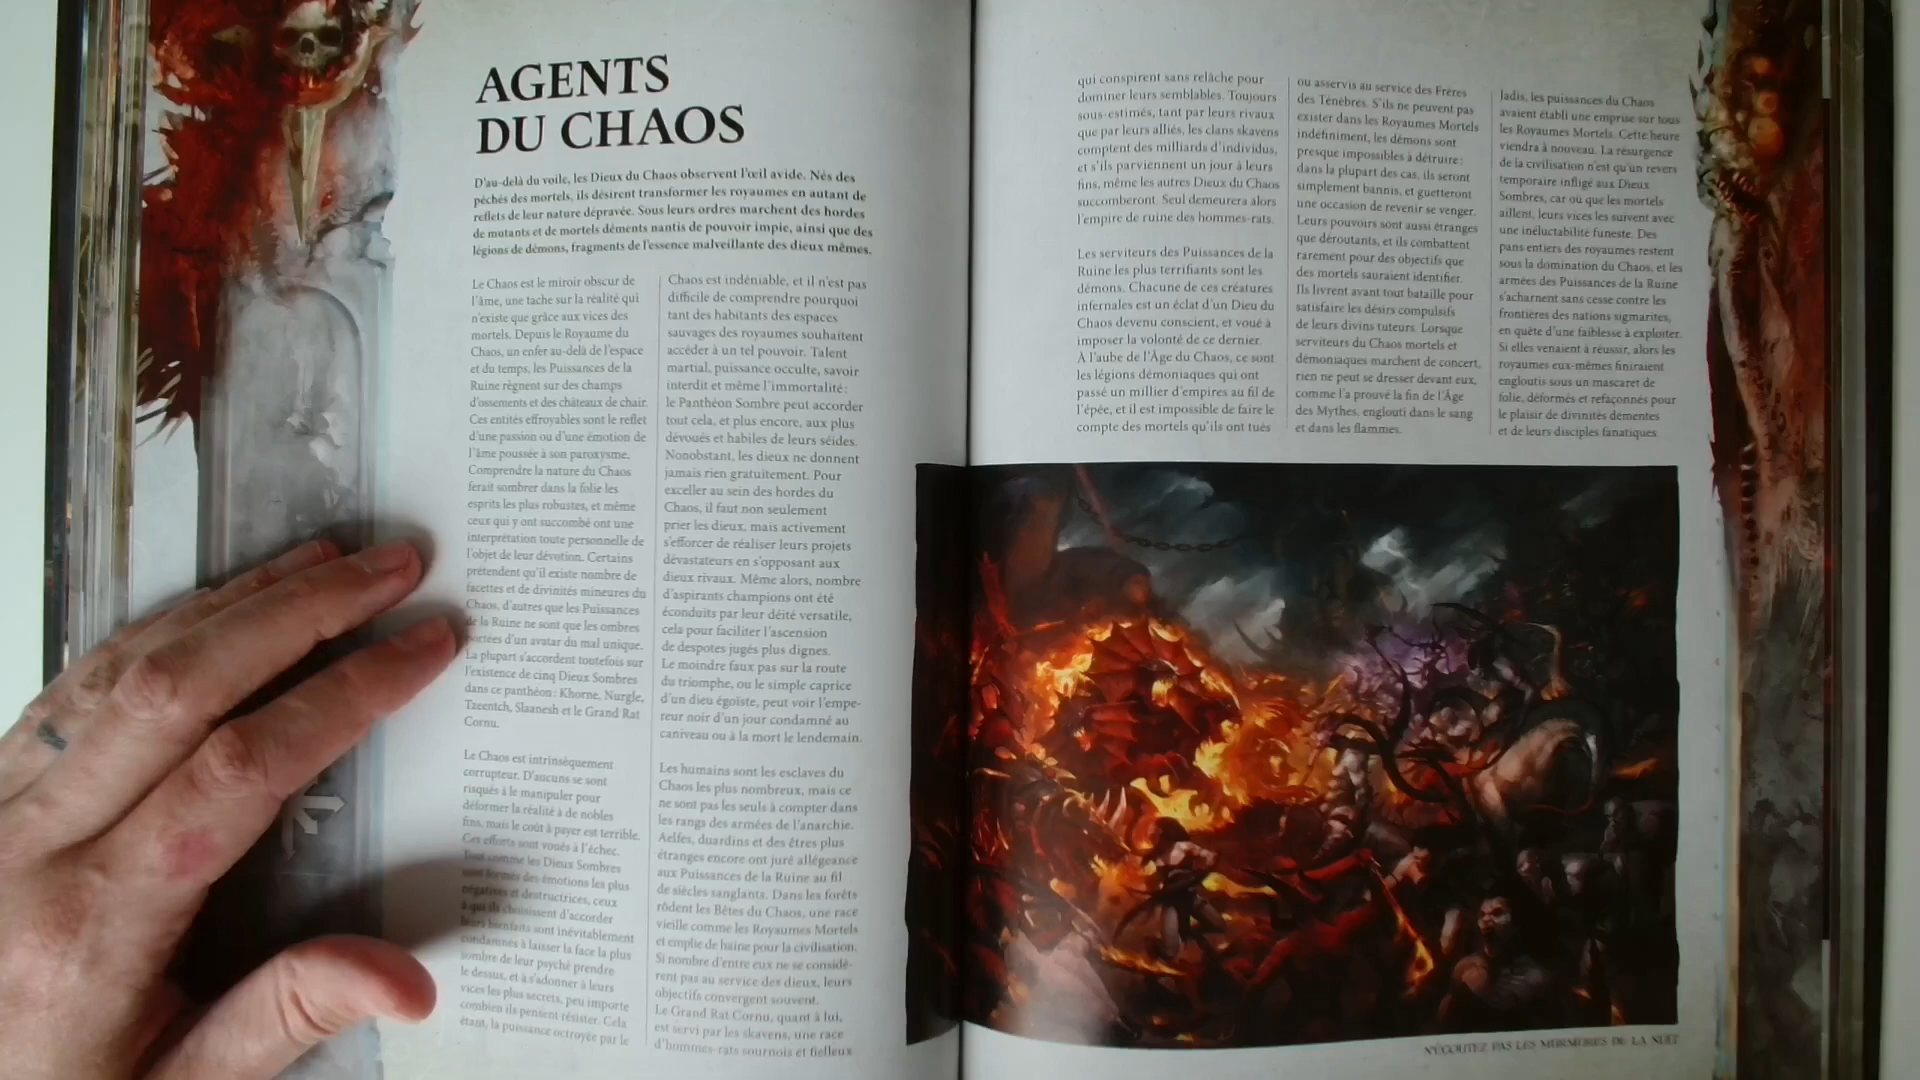 AGENTS
DU CHAOS
D'au-delà du voile, les Dieux du Chaos observent l'œil avide. Nés des
péchés des mortels, ils désirent transformer les royaumes en autant de
reflets de leur nature dépravée. Sous leurs ordres marchent des hordes
de mutants et de mortels déments nantis de pouvoir impie, ainsi que des
légions de démons, fragments de l'essence malveillante des dieux mêmes.
Le Chaos est le miroir obscur de
l'âme, une tache sur la réalité qui
n'existe que grâce aux vices des
mortels. Depuis le Royaume du
Chaos, un enfer au-delà de l'espace
et du temps, les Puissances de la
Ruine règnent sur des champs
d'ossements et des châteaux de chair.
Ces entités effroyables sont le reflet
d'une passion ou d'une émotion de
l'âme poussée à son paroxysme.
Comprendre la nature du Chaos
ferait sombrer dans la folie les
esprits les plus robustes, et même
ceux qui y ont succombé ont une
interprétation toute personnelle de
l'objet de leur dévotion. Certains
prétendent qu'il existe nombre de
facettes et de divinités mineures du
Chaos, d'autres que les Puissances
de la Ruine ne sont que les ombres
portées d'un avatar du mal unique.
La plupart s'accordent toutefois sur
l'existence de cinq Dieux Sombres
dans ce panthéon : Khorne, Nurgle,
Tzeentch, Slaanesh et le Grand Rat
Cornu.
Le Chaos est intrinsèquement
corrupteur. D'aucuns se sont
risqués à le manipuler pour
déformer la réalité à de nobles
fins, mais le coût à payer est terrible.
Ces efforts sont voués à l'échec.
Tout comme les Dieux Sombres
sont formés des émotions les plus
négatives et destructrices, ceux
à qui ils choisissent d'accorder
leurs bienfaits sont inévitablement
condamnés à laisser la face la plus
sombre de leur psyché prendre
le dessus, et à s'adonner à leurs
vices les plus secrets, peu importe
combien ils pensent résister. Cela
étant, la puissance octroyée par le
Chaos est indéniable, et il n'est pas
difficile de comprendre pourquoi
tant des habitants des espaces
sauvages des royaumes souhaitent
accéder à un tel pouvoir. Talent
martial, puissance occulte, savoir
interdit et même l'immortalité :
le Panthéon Sombre peut accorder
tout cela, et plus encore, aux plus
dévoués et habiles de leurs séides.
Nonobstant, les dieux ne donnent
jamais rien gratuitement. Pour
exceller au sein des hordes du
Chaos, il faut non seulement
prier les dieux, mais activement
s'efforcer de réaliser leurs projets
dévastateurs en s'opposant aux
dieux rivaux. Même alors, nombre
d'aspirants champions ont été
éconduits par leur déité versatile,
cela pour faciliter l'ascension
de despotes jugés plus dignes.
Le moindre faux pas sur la route
du triomphe, ou le simple caprice
d'un dieu égoïste, peut voir l'empe-
reur noir d'un jour condamné au
caniveau ou à la mort le lendemain.
Les humains sont les esclaves du
Chaos les plus nombreux, mais ce
ne sont pas les seuls à compter dans
les rangs des armées de l'anarchie.
Aelfes, duardins et des êtres plus
étranges encore ont juré allégeance
aux Puissances de la Ruine au fil
de siècles sanglants. Dans les forêts
rôdent les Bêtes du Chaos, une race
vieille comme les Royaumes Mortels
et emplie de haine pour la civilisation.
Si nombre d'entre eux ne se considè-
rent pas au service des dieux, leurs
objectifs convergent souvent.
Le Grand Rat Cornu, quant à lui,
est servi par les skavens, une race
d'hommes-rats sournois et fielleux
qui conspirent sans relâche pour
dominer leurs semblables. Toujours
sous-estimés, tant par leurs rivaux
que par leurs alliés, les clans skavens
comptent des milliards d'individus,
et s'ils parviennent un jour à leurs
fins, même les autres Dieux du Chaos
succomberont. Seul demeurera alors
l'empire de ruine des hommes-rats.
Les serviteurs des Puissances de la
Ruine les plus terrifiants sont les
démons. Chacune de ces créatures
infernales est un éclat d'un Dieu du
Chaos devenu conscient, et voué à
imposer la volonté de ce dernier.
À l'aube de l'Âge du Chaos, ce sont
les légions démoniaques qui ont
passé un millier d'empires au fil de
l'épée, et il est impossible de faire le
compte des mortels qu'ils ont tués
ou asservis au service des Frères
des Ténèbres. S'ils ne peuvent pas
exister dans les Royaumes Mortels
indéfiniment, les démons sont
presque impossibles à détruire :
dans la plupart des cas, ils seront
simplement bannis, et guetteront
une occasion de revenir se venger.
Leurs pouvoirs sont aussi étranges
que déroutants, et ils combattent
rarement pour des objectifs que
des mortels sauraient identifier.
Ils livrent avant tout bataille pour
satisfaire les désirs compulsifs
de leurs divins tuteurs. Lorsque
serviteurs du Chaos mortels et
démoniaques marchent de concert,
rien ne peut se dresser devant eux,
comme l'a prouvé la fin de l'Âge
des Mythes, englouti dans le sang
et dans les flammes.
Jadis, les puissances du Chaos
avaient établi une emprise sur tous
les Royaumes Mortels. Cette heure
viendra à nouveau. La résurgence
de la civilisation n'est qu'un revers
temporaire infligé aux Dieux
Sombres, car où que les mortels
aillent, leurs vices les suivent avec
une inéluctabilité funeste. Des
pans entiers des royaumes restent
sous la domination du Chaos, et les
armées des Puissances de la Ruine
s'acharnent sans cesse contre les
frontières des nations sigmarites,
en quête d'une faiblesse à exploiter.
Si elles venaient à réussir, alors les
royaumes eux-mêmes finiraient
engloutis sous un mascaret de
folie, déformés et refaçonnés pour
le plaisir de divinités démentes
et de leurs disciples fanatiques.
N'ÉCOUTEZ PAS LES MURMURES DE LA NUIT